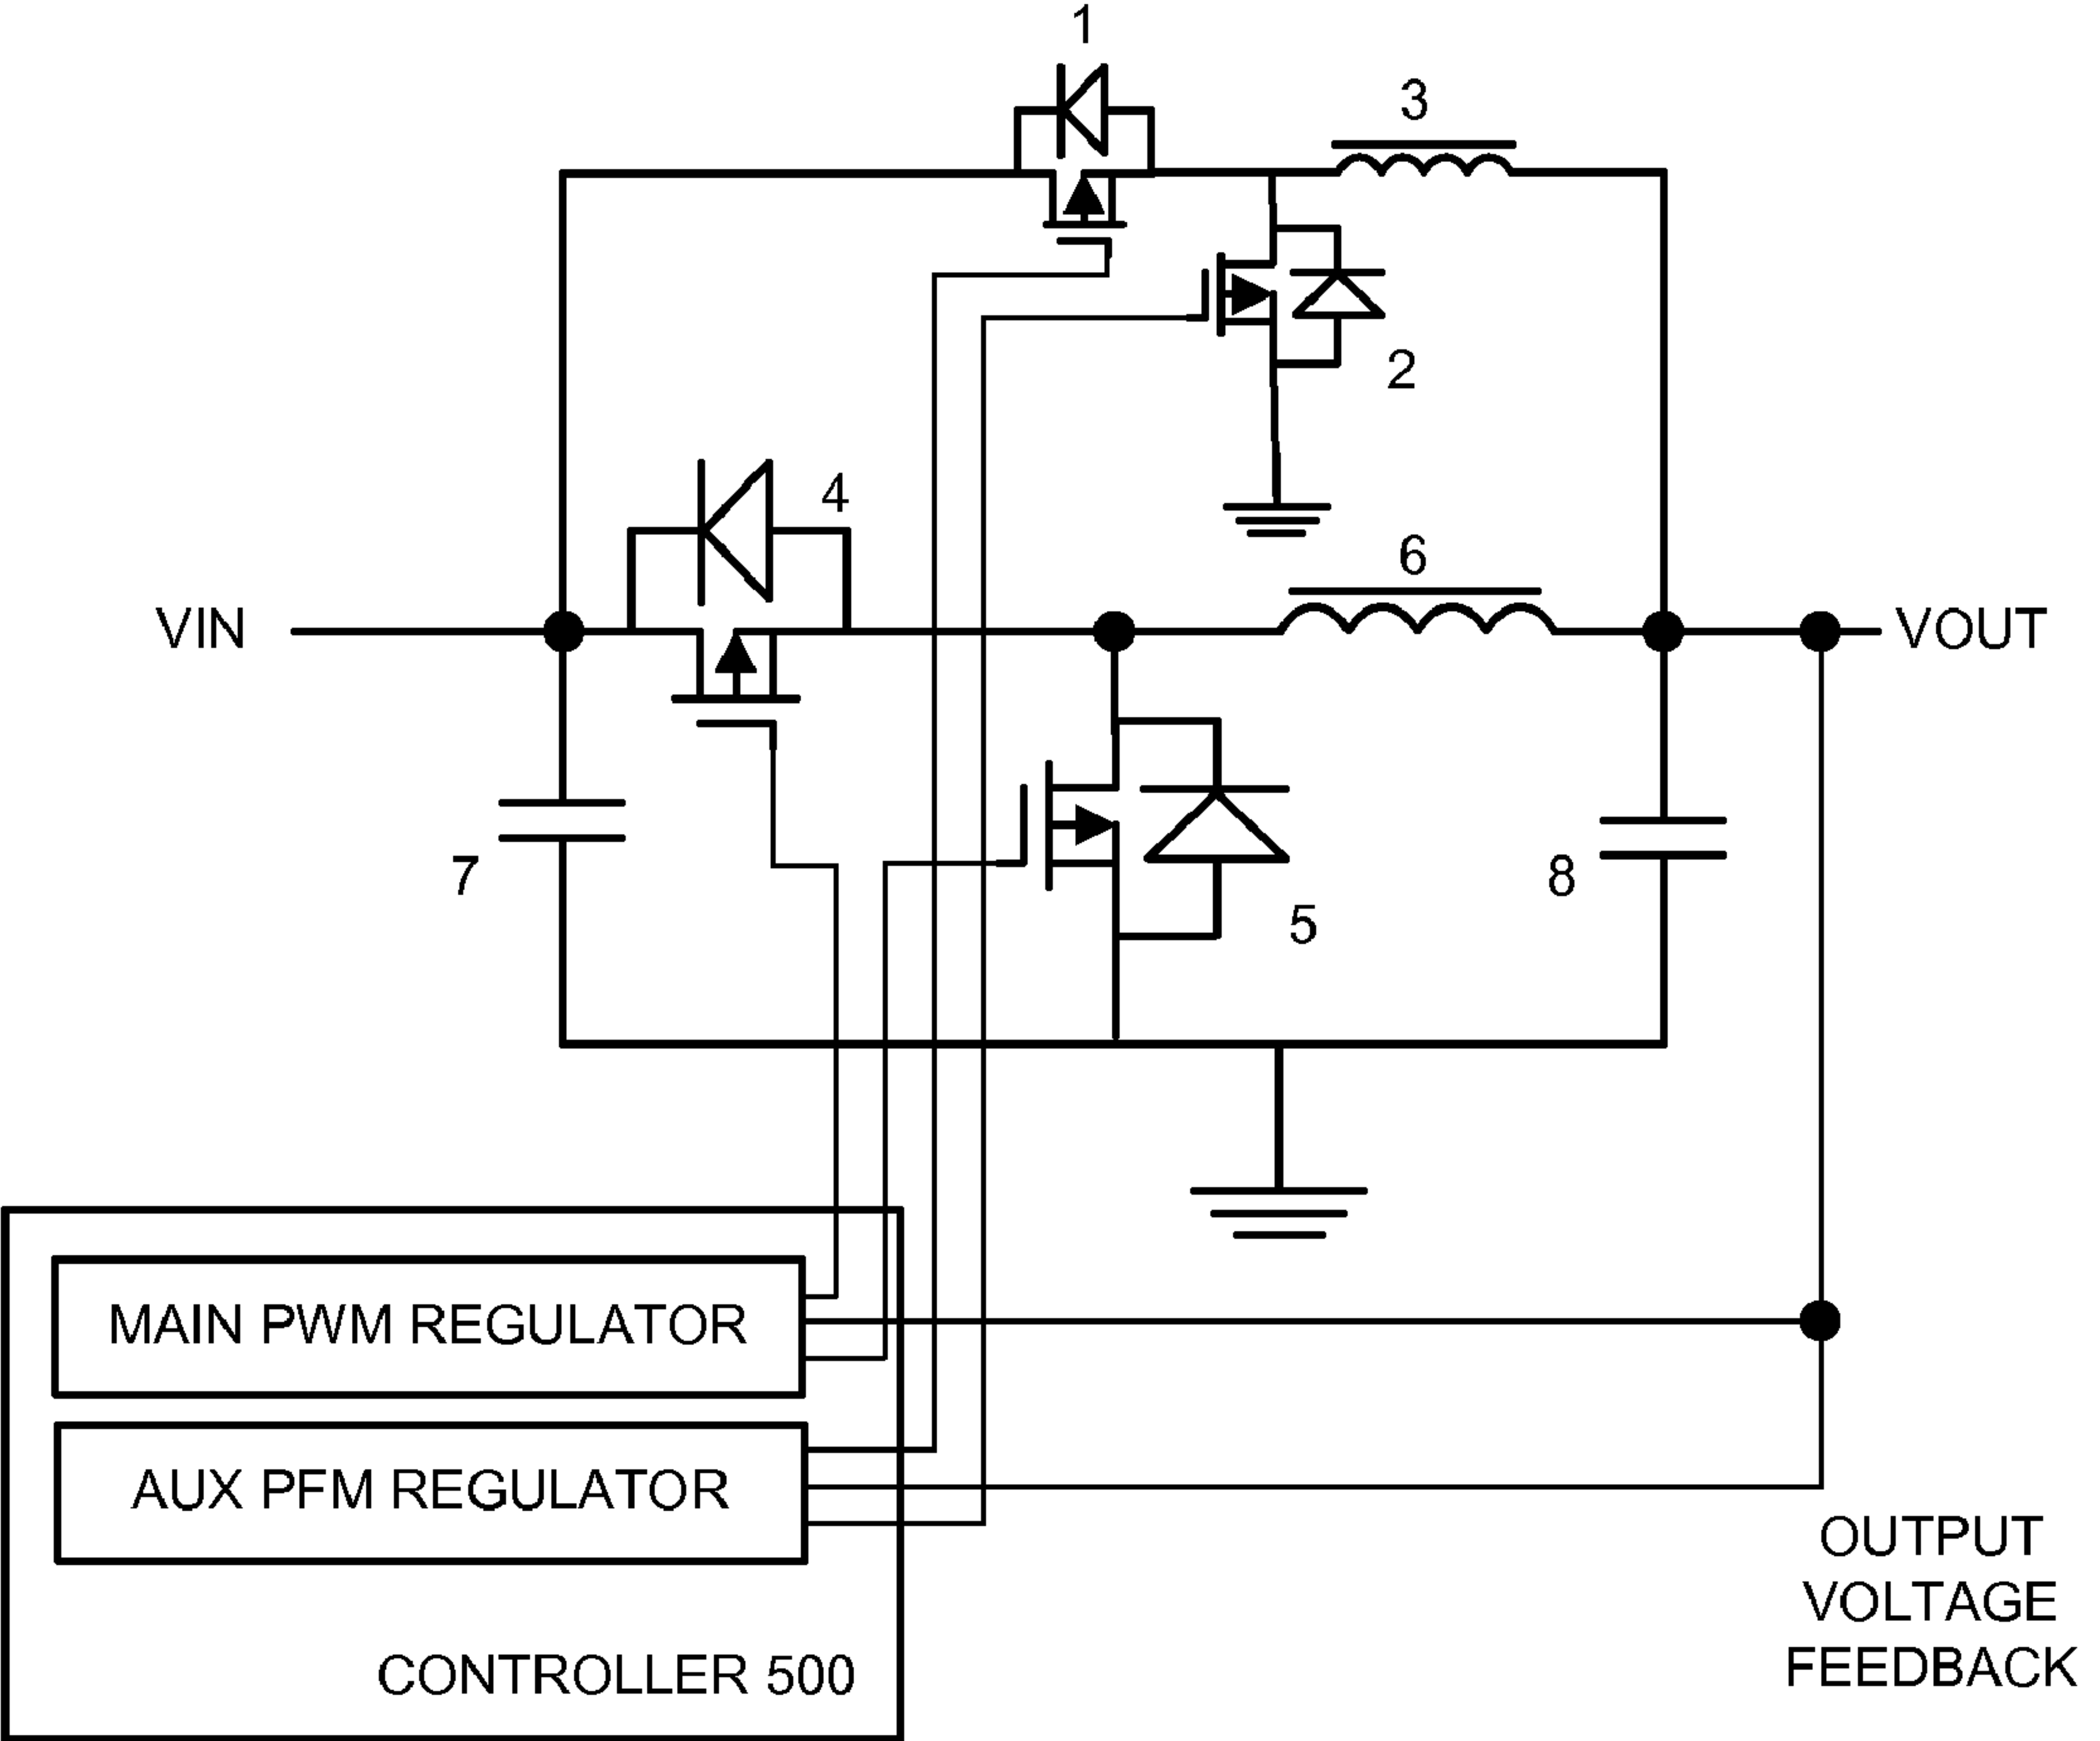 1
3
2
4
6
VIN
VOUT
7
8
5
MAIN PWM REGULATOR
AUX PFM REGULATOR
OUTPUT
VOLTAGE
FEEDBACK
CONTROLLER 500